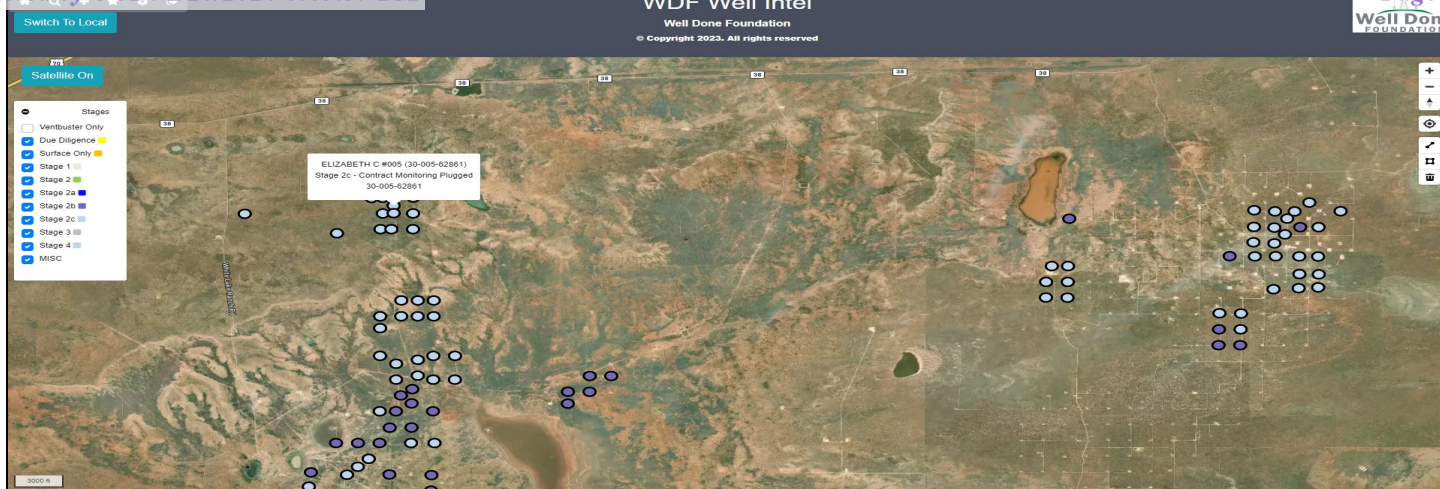 WDF Well Intel
Switch To Local
Well Done Foundation
© Copyright 2023. All rights reserved
Well Don
FOUNDATION
70
Satellite On
38
38
38
38
38
38
38
Stages
Ventbuster Only
Due Diligence
Surface Only
Stage 1
Stage 2
Stage 2a
Stage 2b
Stage 2c
Stage 3
Stage 4
MISC
ELIZABETH C #005 (30-005-62861)
Stage 2c - Contract Monitoring Plugged
30-005-62861
3000 ft